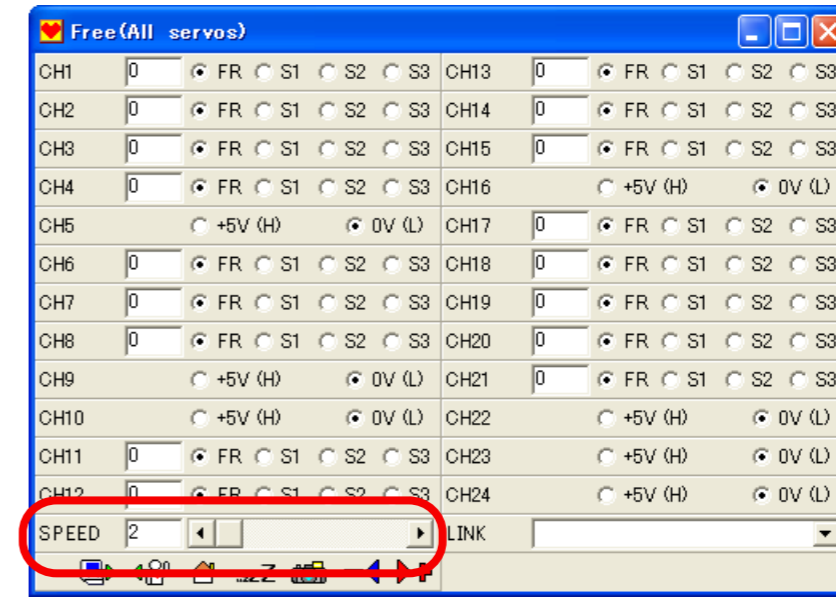 Free(All servos)
CH1 0 FR S1 S2 S3 CH13 0 FR S1 S2 S3
CH2 0 FR S1 S2 S3 CH14 0 FR S1 S2 S3
CH3 0 FR S1 S2 S3 CH15 0 FR S1 S2 S3
CH4 0 FR S1 S2 S3 CH16 +5V (H) 0V (L)
CH5 +5V (H) 0V (L) CH17 0 FR S1 S2 S3
CH6 0 FR S1 S2 S3 CH18 0 FR S1 S2 S3
CH7 0 FR S1 S2 S3 CH19 0 FR S1 S2 S3
CH8 0 FR S1 S2 S3 CH20 0 FR S1 S2 S3
CH9 +5V (H) 0V (L) CH21 0 FR S1 S2 S3
CH10 +5V (H) 0V (L) CH22 +5V (H) 0V (L)
CH11 0 FR S1 S2 S3 CH23 +5V (H) 0V (L)
CH12 0 FR S1 S2 S3 CH24 +5V (H) 0V (L)
SPEED 2 LINK